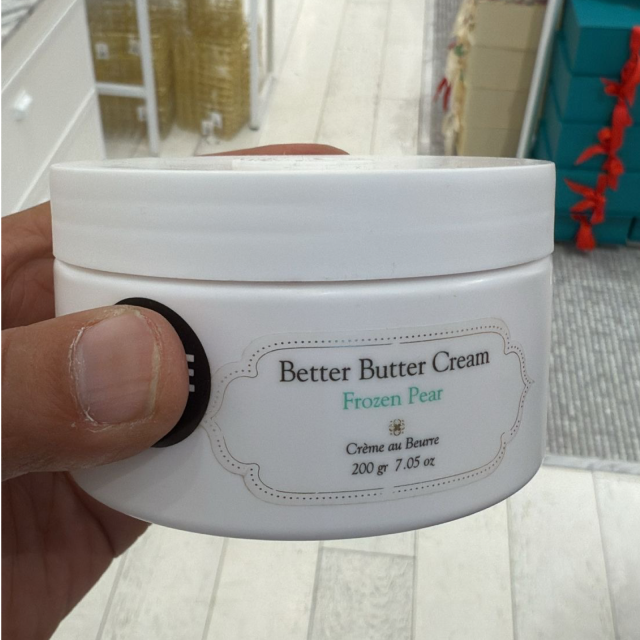 Better Butter Cream
Frozen Pear
Crème au Beurre
200 gr 7.05 oz